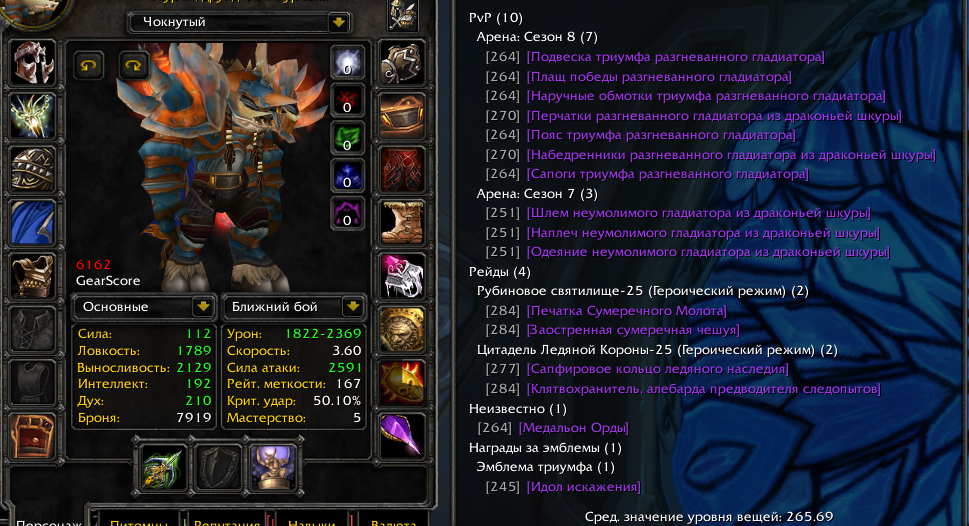 Чокнутый
0
0
0
0
0
6162
GearScore
Основные
Ближний бой
Сила: 112
Ловкость: 1789
Выносливость: 2129
Интеллект: 192
Дух: 210
Броня: 7919
Урон: 1822-2369
Скорость: 3.60
Сила атаки: 2591
Рейт. меткости: 167
Крит. удар: 50.10%
Мастерство: 5
Персонаж
Питомцы
Репутация
Навыки
Валюта
PvP (10)
Арена: Сезон 8 (7)
[264] [Подвеска триумфа разгневанного гладиатора]
[264] [Плащ победы разгневанного гладиатора]
[264] [Наручные обмотки триумфа разгневанного гладиатора]
[270] [Перчатки разгневанного гладиатора из драконьей шкуры]
[264] [Пояс триумфа разгневанного гладиатора]
[270] [Набедренники разгневанного гладиатора из драконьей шкуры]
[264] [Сапоги триумфа разгневанного гладиатора]
Арена: Сезон 7 (3)
[251] [Шлем неумолимого гладиатора из драконьей шкуры]
[251] [Наплеч неумолимого гладиатора из драконьей шкуры]
[251] [Одеяние неумолимого гладиатора из драконьей шкуры]
Рейды (4)
Рубиновое святилище-25 (Героический режим) (2)
[284] [Печатка Сумеречного Молота]
[284] [Заостренная сумеречная чешуя]
Цитадель Ледяной Короны-25 (Героический режим) (2)
[277] [Сапфировое кольцо ледяного наследия]
[284] [Клятвохранитель, алебарда предводителя следопытов]
Неизвестно (1)
[264] [Медальон Орды]
Награды за эмблемы (1)
Эмблема триумфа (1)
[245] [Идол искажения]
Сред. значение уровня вещей: 265.69